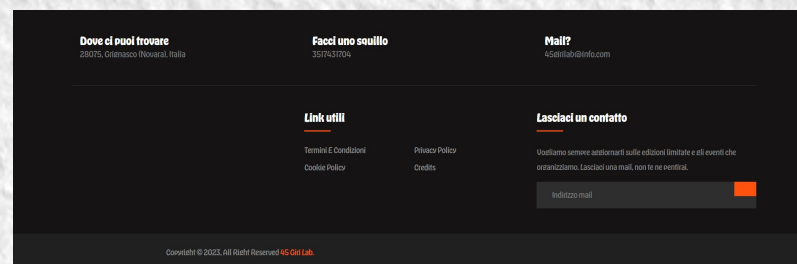 Dove ci puoi trovare
28075, Grignasco (Novara), Italia
Facci uno squillo
3517431704
Mail?
45girilab@info.com
Link utili
Termini E Condizioni
Privacy Policy
Cookie Policy
Credits
Lasciaci un contatto
Vogliamo sempre aggiornarti sulle edizioni limitate e gli eventi che
organizziamo. Lasciaci una mail, non te ne pentirai.
Indirizzo mail
Copyright © 2023, All Right Reserved 45 Giri Lab.